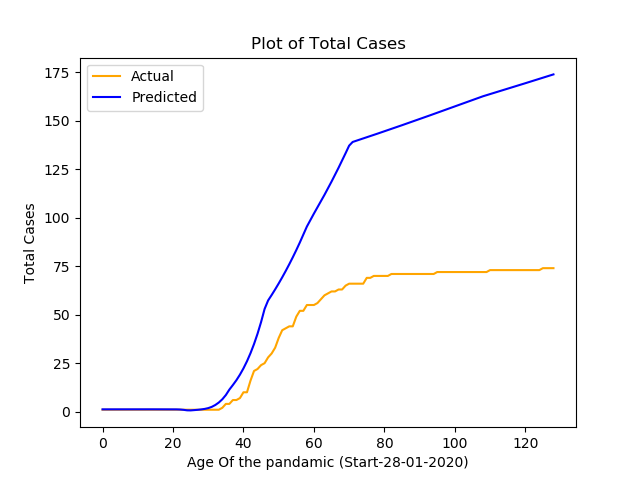 Plot of Total Cases
Actual
Predicted
175
150
125
100
75
50
25
0
Total Cases
0 20 40 60 80 100 120
Age Of the pandamic (Start-28-01-2020)